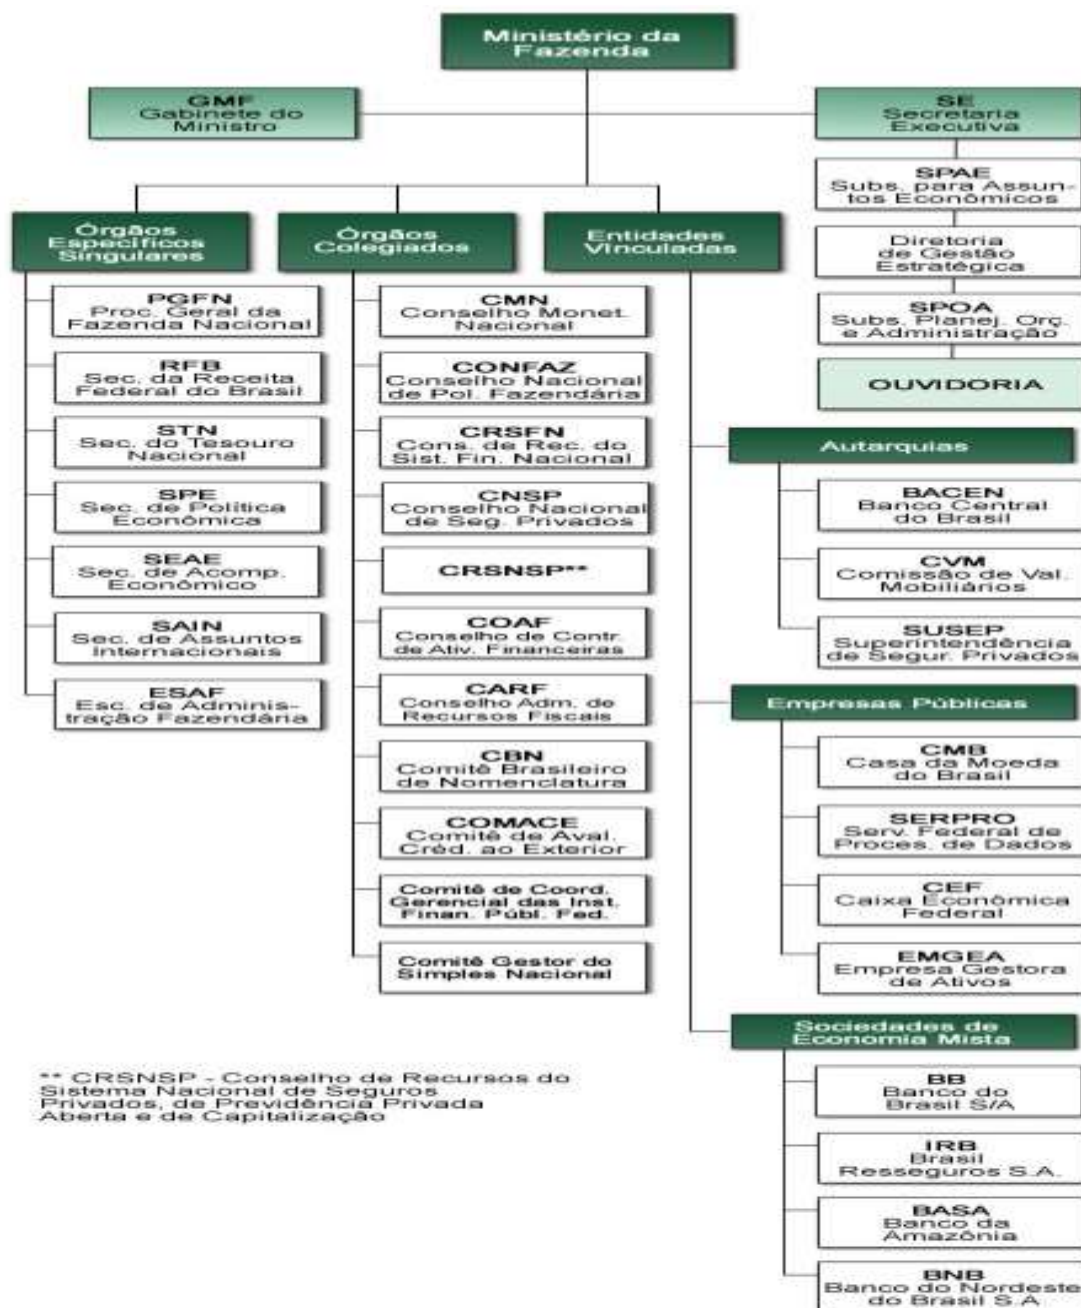 Ministério da
Fazenda
GMF
Gabinete do
Ministro
SE
Secretaria
Executiva
SPAE
Subs. para Assun-
tos Econômicos
Diretoria
de Gestão
Estratégica
SPOA
Subs. Planej. Orç.
e Administração
OUVIDORIA
Órgãos
Específicos
Singulares
PGFN
Proc. Geral da
Fazenda Nacional
RFB
Sec. da Receita
Federal do Brasil
STN
Sec. do Tesouro
Nacional
SPE
Sec. de Política
Econômica
SEAE
Sec. de Acomp.
Econômico
SAIN
Sec. de Assuntos
Internacionais
ESAF
Esc. de Adminis-
tração Fazendária
Órgãos
Colegiados
CMN
Conselho Monet.
Nacional
CONFAZ
Conselho Nacional
de Pol. Fazendária
CRSFN
Cons. de Rec. do
Sist. Fin. Nacional
CNSP
Conselho Nacional
de Seg. Privados
CRSNSP**
COAF
Conselho de Contr.
de Ativ. Financeiras
CARF
Conselho Adm. de
Recursos Fiscais
CBN
Comitê Brasileiro
de Nomenclatura
COMACE
Comitê de Aval.
Créd. ao Exterior
Comitê de Coord.
Gerencial das Inst.
Finan. Públ. Fed.
Comitê Gestor do
Simples Nacional
Entidades
Vinculadas
Autarquias
BACEN
Banco Central
do Brasil
CVM
Comissão de Val.
Mobiliários
SUSEP
Superintendência
de Segur. Privados
Empresas Públicas
CMB
Casa da Moeda
do Brasil
SERPRO
Serv. Federal de
Proces. de Dados
CEF
Caixa Econômica
Federal
EMGEA
Empresa Gestora
de Ativos
Sociedades de
Economia Mista
BB
Banco do
Brasil S/A
IRB
Brasil
Resseguros S.A.
BASA
Banco da
Amazônia
BNB
Banco do Nordeste
do Brasil S.A
** CRSNSP - Conselho de Recursos do
Sistema Nacional de Seguros
Privados, de Previdência Privada
Aberta e de Capitalização